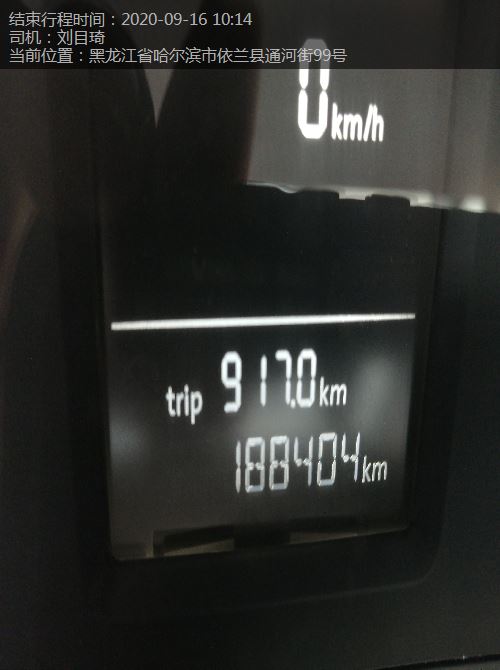 结束行程时间：2020-09-16 10:14
司机：刘目琦
当前位置：黑龙江省哈尔滨市依兰县通河街99号
0km/h
trip 917.0km
188404km